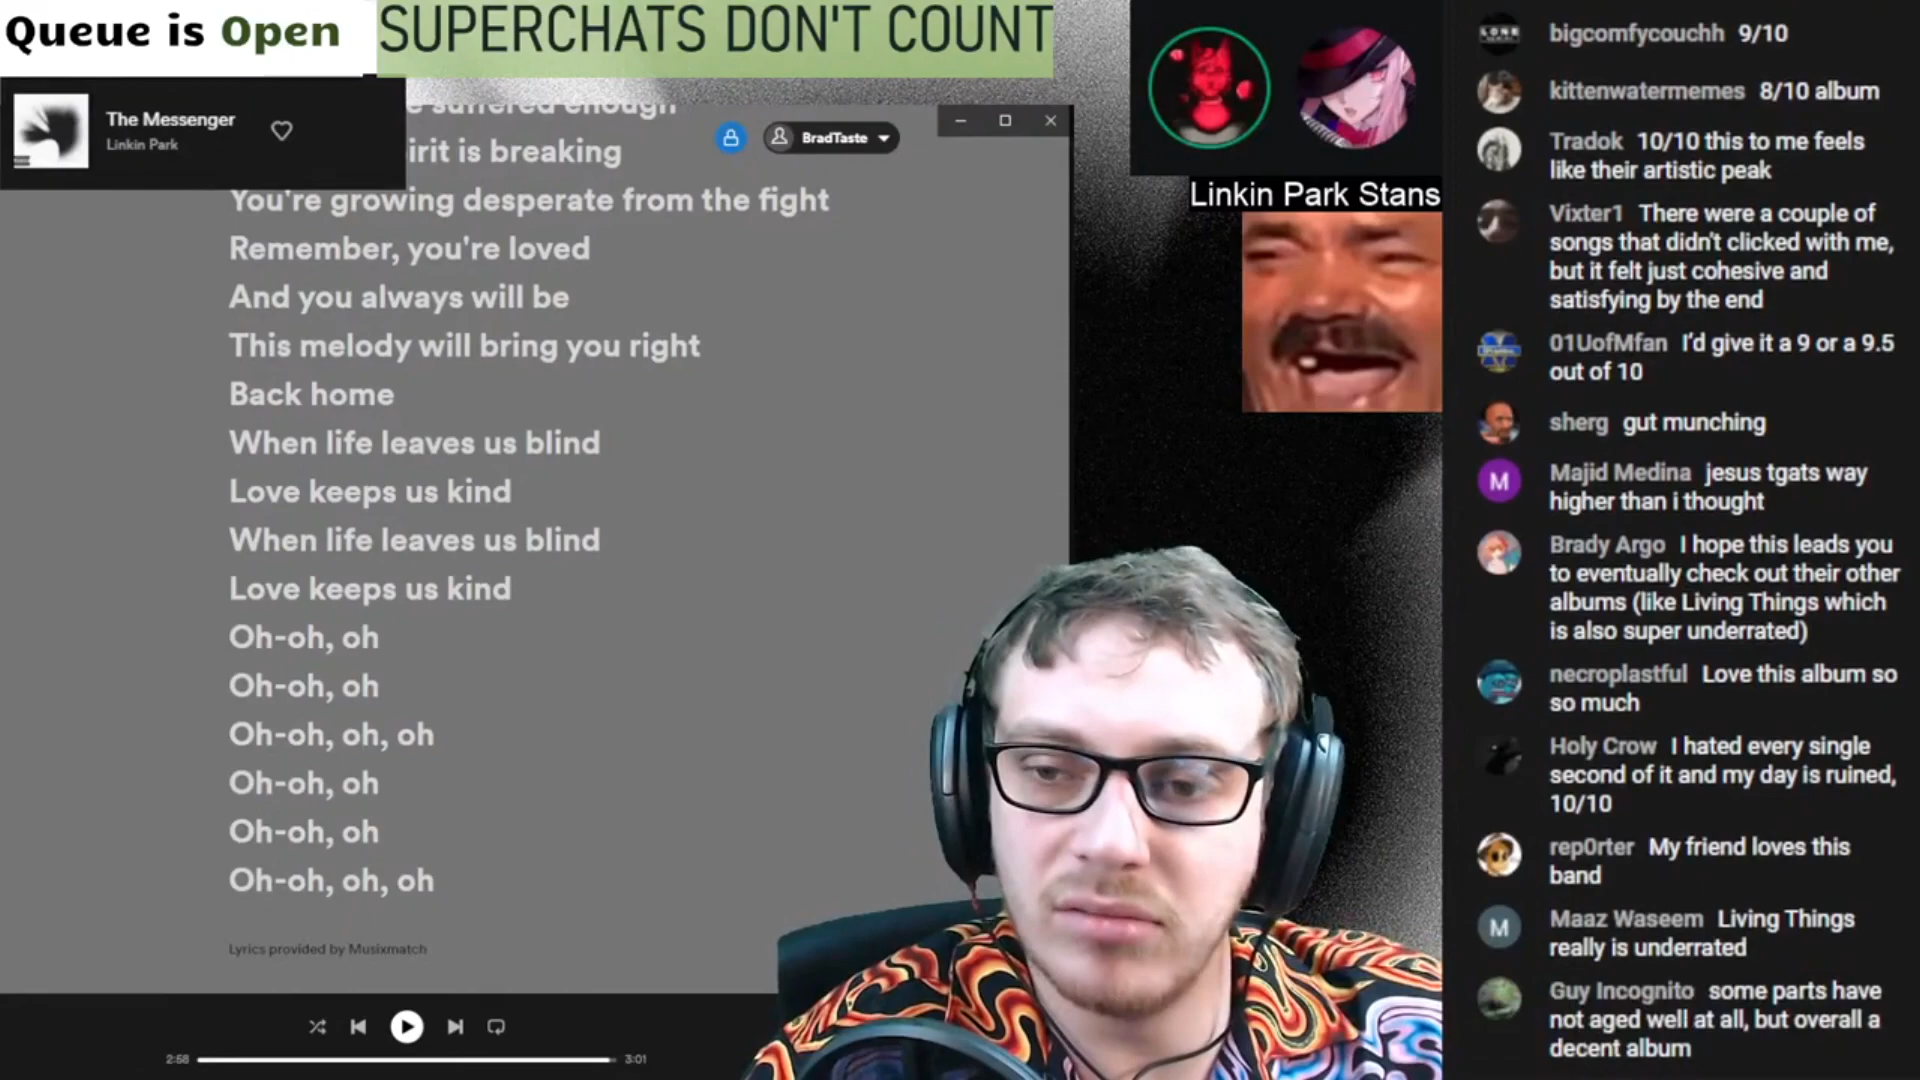 Queue is Open
SUPERCHATS DON'T COUNT
The Messenger
Linkin Park
suffered enough
irit is breaking
BradTaste
You're growing desperate from the fight
Remember, you're loved
And you always will be
This melody will bring you right
Back home
When life leaves us blind
Love keeps us kind
When life leaves us blind
Love keeps us kind
Oh-oh, oh
Oh-oh, oh
Oh-oh, oh, oh
Oh-oh, oh
Oh-oh, oh
Oh-oh, oh, oh
Lyrics provided by Musixmatch
2:58
3:01
Linkin Park Stans
bigcomfycouchh 9/10
kittenwatermemes 8/10 album
Tradok 10/10 this to me feels
like their artistic peak
Vixter1 There were a couple of
songs that didn't clicked with me,
but it felt just cohesive and
satisfying by the end
01UofMfan I'd give it a 9 or a 9.5
out of 10
sherg gut munching
M
Majid Medina jesus tgats way
higher than i thought
Brady Argo I hope this leads you
to eventually check out their other
albums (like Living Things which
is also super underrated)
necroplastful Love this album so
so much
Holy Crow I hated every single
second of it and my day is ruined,
10/10
rep0rter My friend loves this
band
M
Maaz Waseem Living Things
really is underrated
Guy Incognito some parts have
not aged well at all, but overall a
decent album